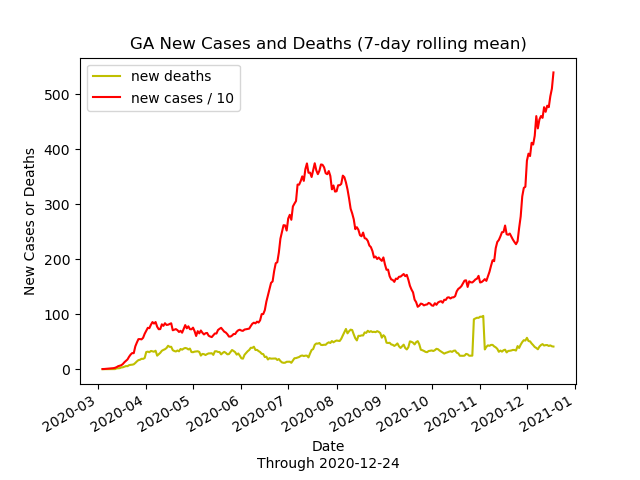 GA New Cases and Deaths (7-day rolling mean)
new deaths
new cases / 10
New Cases or Deaths
500
400
300
200
100
0
2020-03
2020-04
2020-05
2020-06
2020-07
2020-08
2020-09
2020-10
2020-11
2020-12
2021-01
Date
Through 2020-12-24